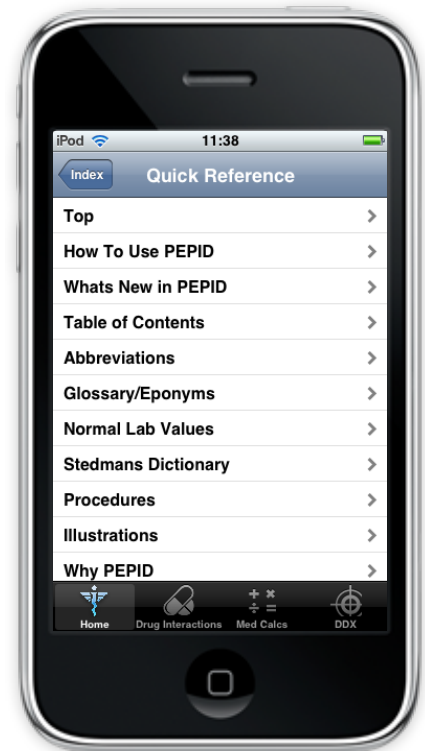 iPod 11:38
Index Quick Reference
Top
How To Use PEPID
Whats New in PEPID
Table of Contents
Abbreviations
Glossary/Eponyms
Normal Lab Values
Stedmans Dictionary
Procedures
Illustrations
Why PEPID
Home Drug Interactions Med Calcs DDX